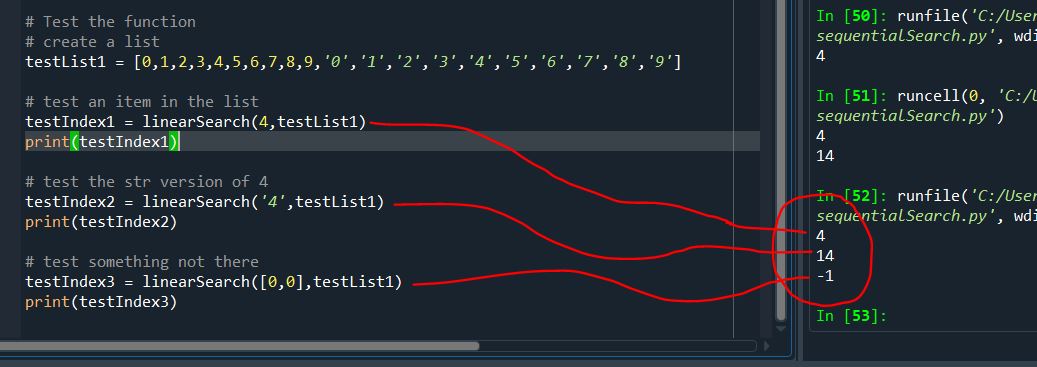 # Test the function
# create a list
testList1 = [0,1,2,3,4,5,6,7,8,9,'0','1','2','3','4','5','6','7','8','9']
# test an item in the list
testIndex1 = linearSearch(4,testList1)
print(testIndex1)
# test the str version of 4
testIndex2 = linearSearch('4',testList1)
print(testIndex2)
# test something not there
testIndex3 = linearSearch([0,0],testList1)
print(testIndex3)
In [50]: runfile('C:/User
sequentialSearch.py', wdi
4
In [51]: runcell(0, 'C:/U
sequentialSearch.py')
4
14
In [52]: runfile('C:/User
sequentialSearch.py', wdi
4
14
-1
In [53]: